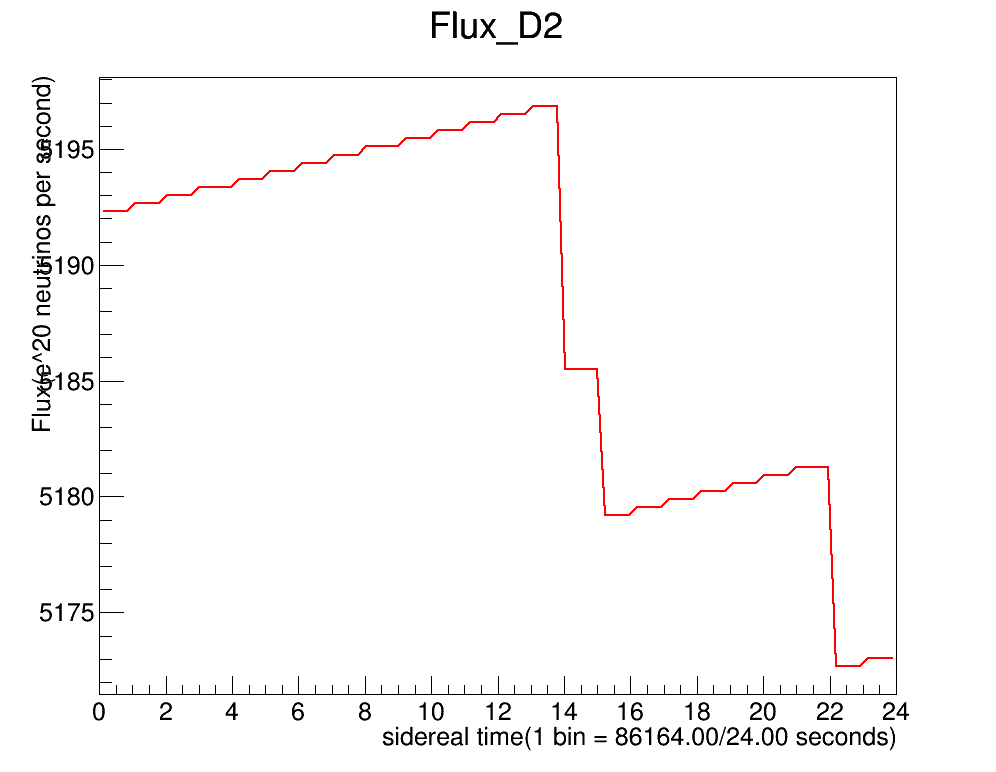 Flux_D2
Flux(e^20 neutrinos per second)
5195
5190
5185
5180
5175
0 2 4 6 8 10 12 14 16 18 20 22 24
sidereal time(1 bin = 86164.00/24.00 seconds)